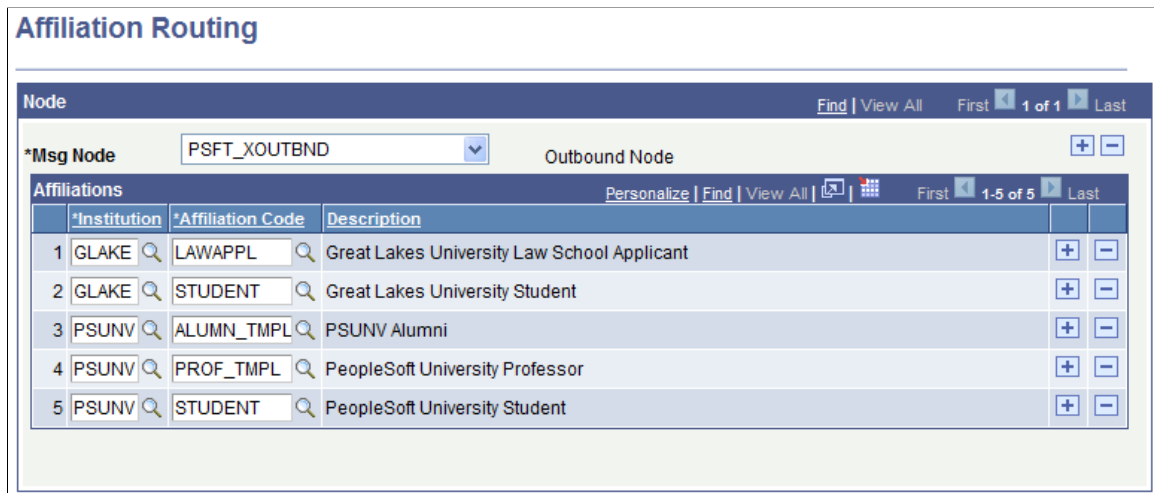 Affiliation Routing
Node Find | View All First 1 of 1 Last
*Msg Node PSFT_XOUTBND Outbound Node
Affiliations Personalize | Find | View All | | First 1-5 of 5 Last
*Institution *Affiliation Code Description
1 GLAKE LAWAPPL Great Lakes University Law School Applicant
2 GLAKE STUDENT Great Lakes University Student
3 PSUNV ALUMN_TMPL PSUNV Alumni
4 PSUNV PROF_TMPL PeopleSoft University Professor
5 PSUNV STUDENT PeopleSoft University Student